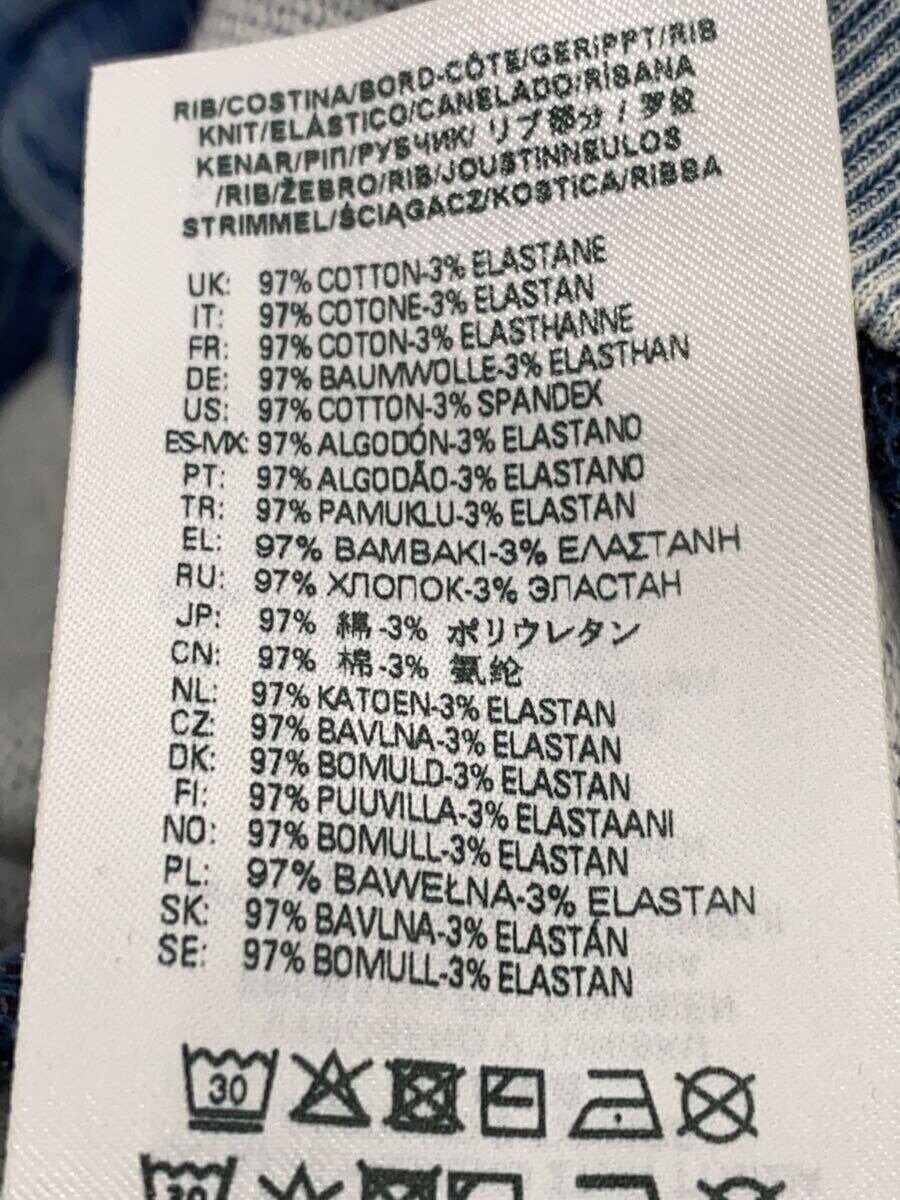 RIB/COSTINA/BORD-CÔTE/GERIPPT/RIB
KNIT/ELÁSTICO/CANELADO/RİBANA
KENAR/ΡΙΠ/РУБЧИК/ リブ部分 / 罗纹
/RIB/ŽEBRO/RIB/JOUSTINNEULOS
STRIMMEL/ŚCIĄGACZ/KOSTICA/RIBBA
UK: 97% COTTON-3% ELASTANE
IT: 97% COTONE-3% ELASTAN
FR: 97% COTON-3% ELASTHANNE
DE: 97% BAUMWOLLE-3% ELASTHAN
US: 97% COTTON-3% SPANDEX
ES-MX: 97% ALGODÓN-3% ELASTANO
PT: 97% ALGODÃO-3% ELASTANO
TR: 97% PAMUKLU-3% ELASTAN
EL: 97% ΒΑΜΒΑΚΙ-3% ΕΛΑΣΤΑΝΗ
RU: 97% ХЛОПОК-3% ЭЛАСТАН
JP: 97% 綿 -3% ポリウレタン
CN: 97% 棉 -3% 氨纶
NL: 97% KATOEN-3% ELASTAN
CZ: 97% BAVLNA-3% ELASTAN
DK: 97% BOMULD-3% ELASTAN
FI: 97% PUUVILLA-3% ELASTAANI
NO: 97% BOMULL-3% ELASTAN
PL: 97% BAWEŁNA-3% ELASTAN
SK: 97% BAVLNA-3% ELASTÁN
SE: 97% BOMULL-3% ELASTAN
30
30